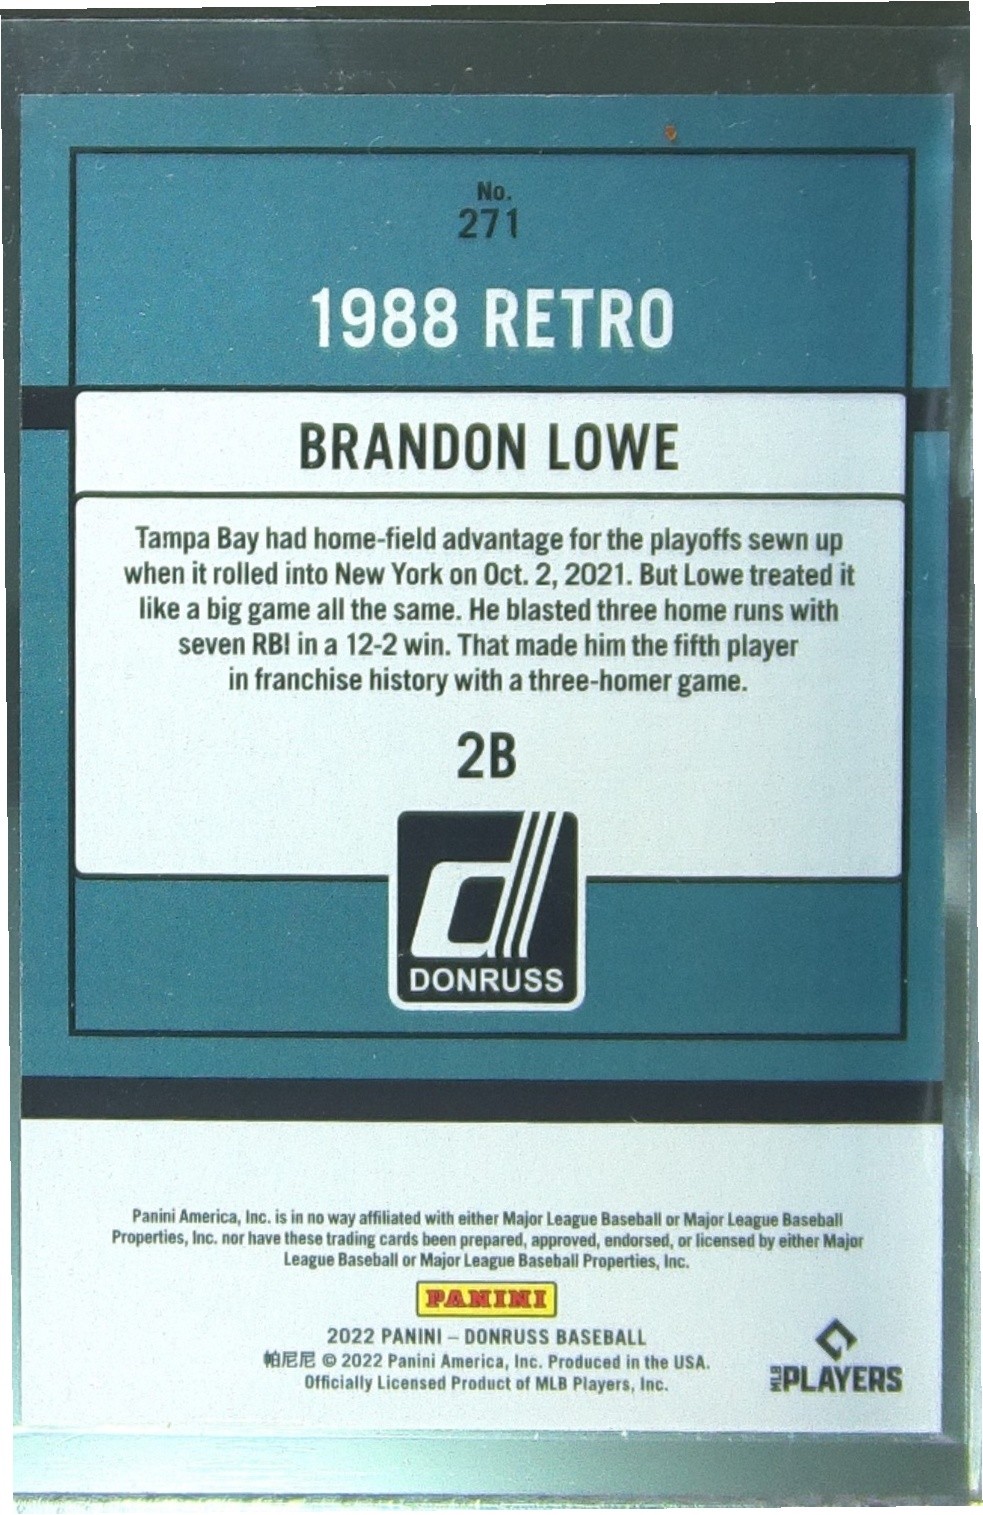 No.
271
1988 RETRO
BRANDON LOWE
Tampa Bay had home-field advantage for the playoffs sewn up
when it rolled into New York on Oct. 2, 2021. But Lowe treated it
like a big game all the same. He blasted three home runs with
seven RBI in a 12-2 win. That made him the fifth player
in franchise history with a three-homer game.
2B
d
DONRUSS
Panini America, Inc. is in no way affiliated with either Major League Baseball or Major League Baseball
Properties, Inc. nor have these trading cards been prepared, approved, endorsed, or licensed by either Major
League Baseball or Major League Baseball Properties, Inc.
PANINI
2022 PANINI – DONRUSS BASEBALL
帕尼尼 © 2022 Panini America, Inc. Produced in the USA.
Officially Licensed Product of MLB Players, Inc.
MLB PLAYERS